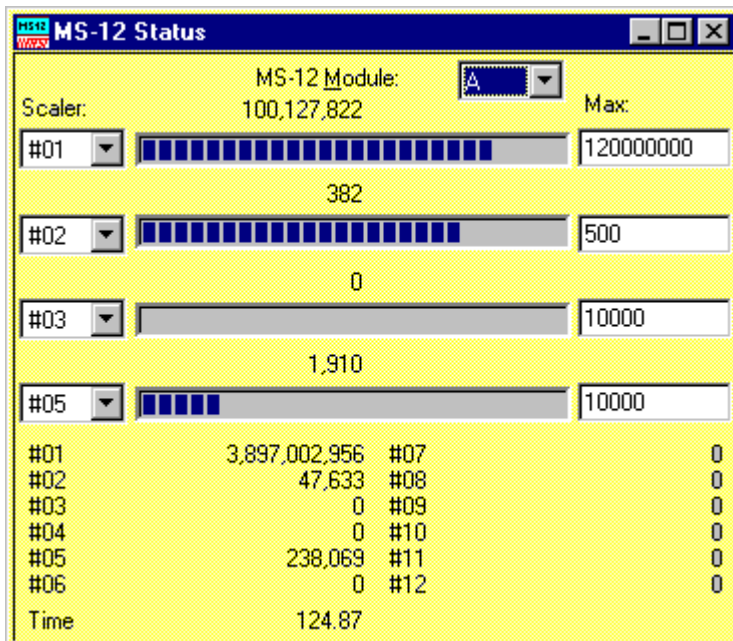 MS12 MS-12 Status
MS-12 Module: A
Scaler: 100,127,822 Max:
#01 120000000
382
#02 500
0
#03 10000
1,910
#05 10000
#01 3,897,002,956 #07 0
#02 47,633 #08 0
#03 0 #09 0
#04 0 #10 0
#05 238,069 #11 0
#06 0 #12 0
Time 124.87